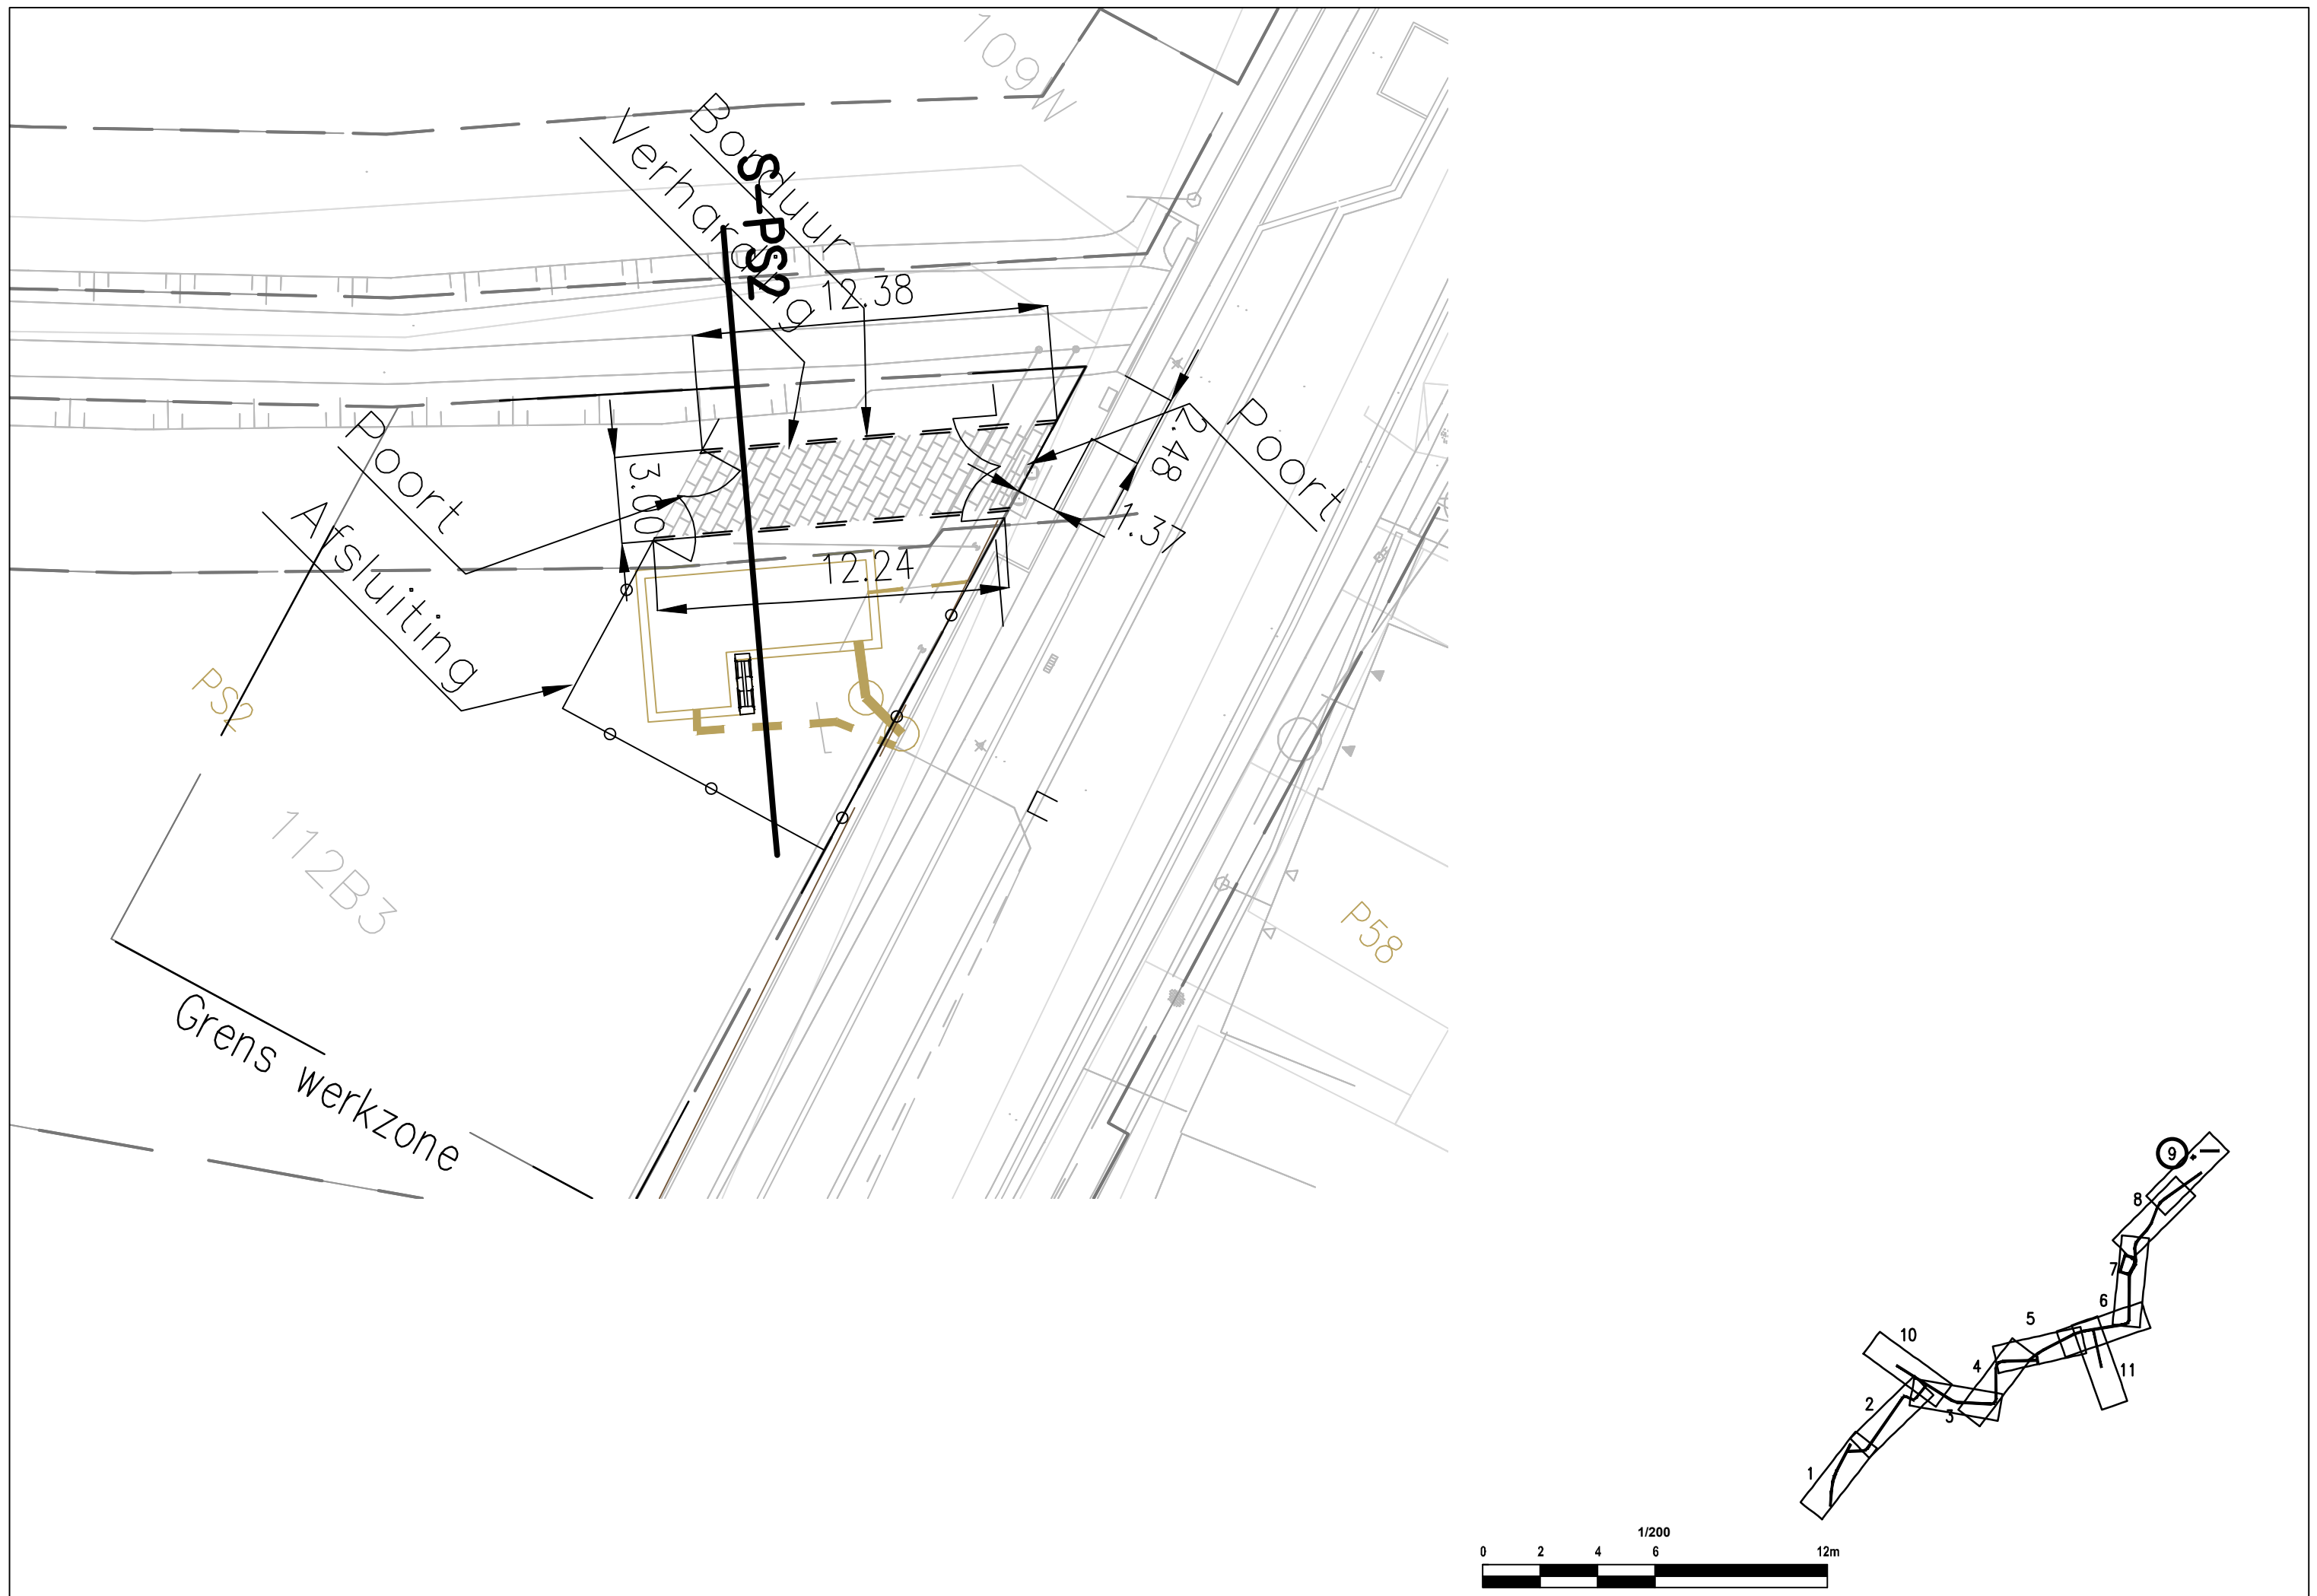 109M
Borduur
Verharding
S-PS2
12.38
Poort
3.00
2.48
Poort
1.37
Afsluiting
12.24
PS2
112B3
P58
Grens werkzone
9
8
7
6
5
10
4
11
2
3
1
1/200
0 2 4 6 12m